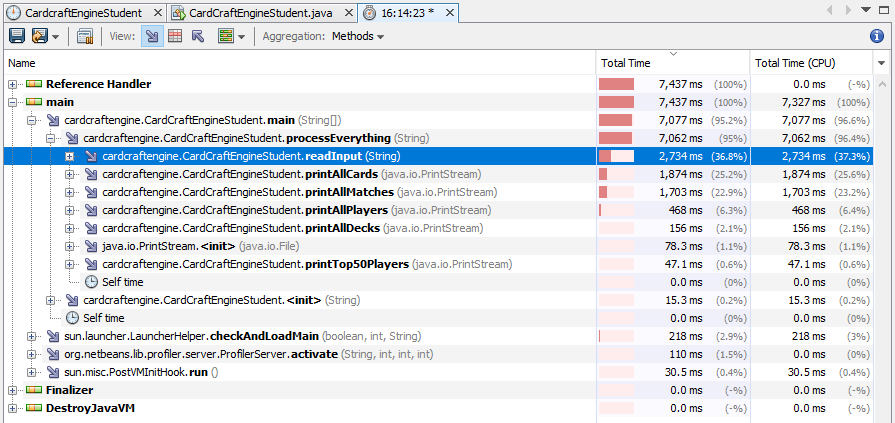 CardcraftEngineStudent CardCraftEngineStudent.java 16:14:23 *
View: Aggregation: Methods
Name Total Time Total Time (CPU)
Reference Handler 7,437 ms (100%) 0.0 ms (-%)
main 7,437 ms (100%) 7,327 ms (100%)
cardcraftengine.CardCraftEngineStudent.main (String[]) 7,077 ms (95.2%) 7,077 ms (96.6%)
cardcraftengine.CardCraftEngineStudent.processEverything (String) 7,062 ms (95%) 7,062 ms (96.4%)
cardcraftengine.CardCraftEngineStudent.readInput (String) 2,734 ms (36.8%) 2,734 ms (37.3%)
cardcraftengine.CardCraftEngineStudent.printAllCards (java.io.PrintStream) 1,874 ms (25.2%) 1,874 ms (25.6%)
cardcraftengine.CardCraftEngineStudent.printAllMatches (java.io.PrintStream) 1,703 ms (22.9%) 1,703 ms (23.2%)
cardcraftengine.CardCraftEngineStudent.printAllPlayers (java.io.PrintStream) 468 ms (6.3%) 468 ms (6.4%)
cardcraftengine.CardCraftEngineStudent.printAllDecks (java.io.PrintStream) 156 ms (2.1%) 156 ms (2.1%)
java.io.PrintStream.<init> (java.io.File) 78.3 ms (1.1%) 78.3 ms (1.1%)
cardcraftengine.CardCraftEngineStudent.printTop50Players (java.io.PrintStream) 47.1 ms (0.6%) 47.1 ms (0.6%)
Self time 0.0 ms (0%) 0.0 ms (0%)
cardcraftengine.CardCraftEngineStudent.<init> (String) 15.3 ms (0.2%) 15.3 ms (0.2%)
Self time 0.0 ms (0%) 0.0 ms (0%)
sun.launcher.LauncherHelper.checkAndLoadMain (boolean, int, String) 218 ms (2.9%) 218 ms (3%)
org.netbeans.lib.profiler.server.ProfilerServer.activate (String, int, int) 110 ms (1.5%) 110 ms (1.5%)
sun.misc.PostVMInitHook.run () 30.5 ms (0.4%) 30.5 ms (0.4%)
Finalizer 0.0 ms (-%) 0.0 ms (-%)
DestroyJavaVM 0.0 ms (-%) 0.0 ms (-%)